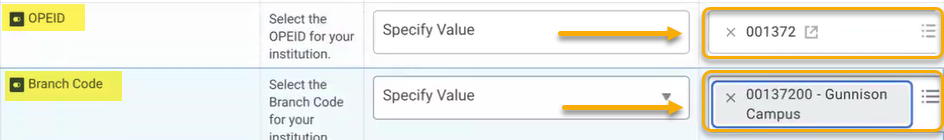 OPEID
Select the
OPEID for your
institution.
Specify Value
001372
Branch Code
Select the
Branch Code
for your
institution
Specify Value
00137200 - Gunnison
Campus